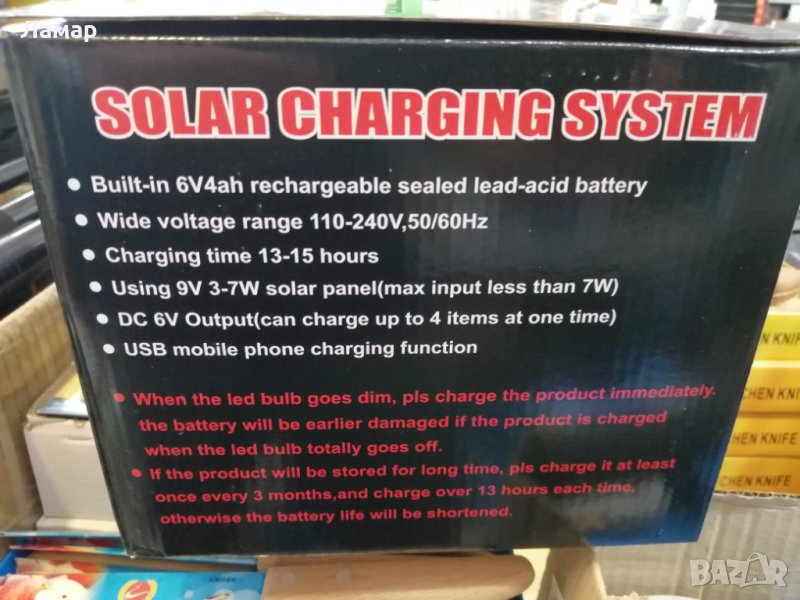 Ламар
SOLAR CHARGING SYSTEM
• Built-in 6V4ah rechargeable sealed lead-acid battery
• Wide voltage range 110-240V,50/60Hz
• Charging time 13-15 hours
• Using 9V 3-7W solar panel(max input less than 7W)
• DC 6V Output(can charge up to 4 items at one time)
• USB mobile phone charging function
• When the led bulb goes dim, pls charge the product immediately.
the battery will be earlier damaged if the product is charged
when the led bulb totally goes off.
• If the product will be stored for long time, pls charge it at least
once every 3 months,and charge over 13 hours each time,
otherwise the battery life will be shortened.
EN KNIF
CHEN KNIFE
HEN KNIFE
TCHEN KNIFE
BAZAR